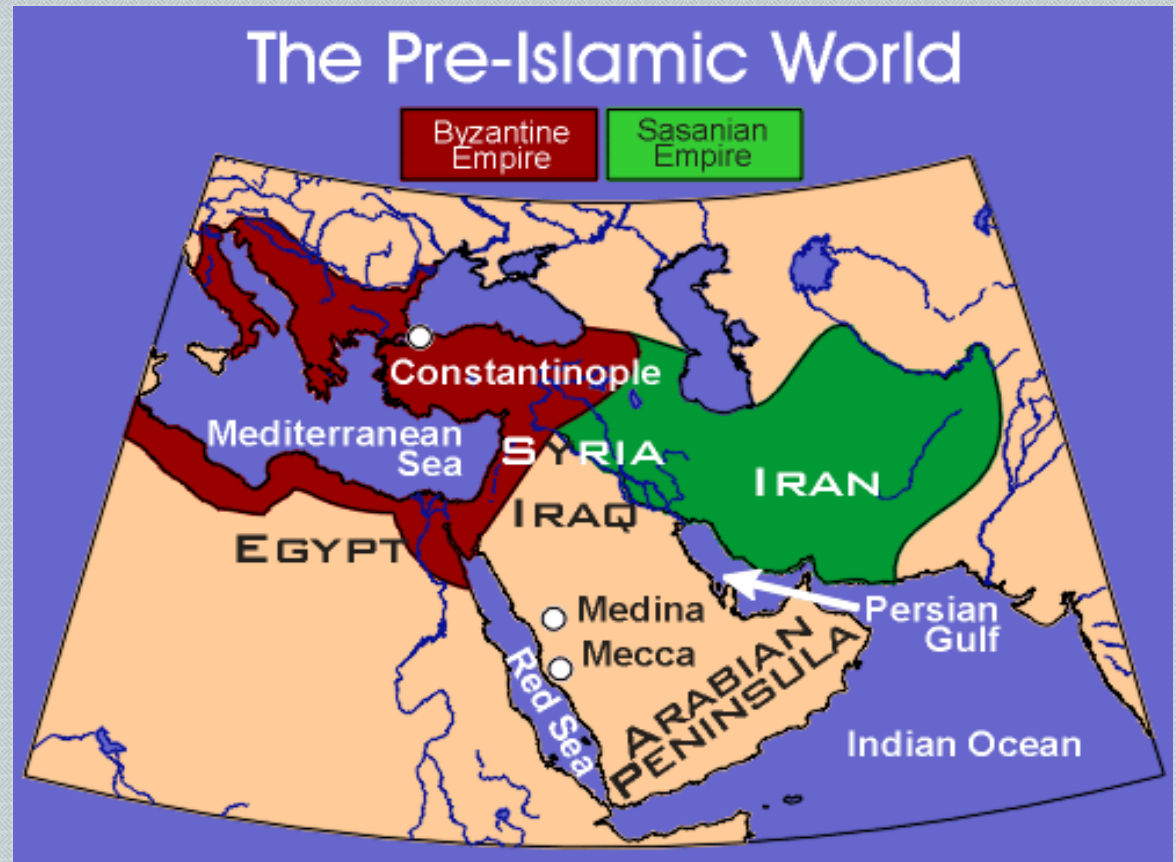 The Pre-Islamic World
Byzantine
Empire
Sasanian
Empire
Constantinople
Mediterranean
Sea
SYRIA
IRAN
IRAQ
EGYPT
Medina
Mecca
Persian
Gulf
Red Sea
ARABIAN
PENINSULA
Indian Ocean